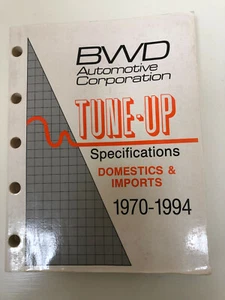 BWD
Automotive
Corporation
TUNE-UP
Specifications
DOMESTICS &
IMPORTS
1970-1994